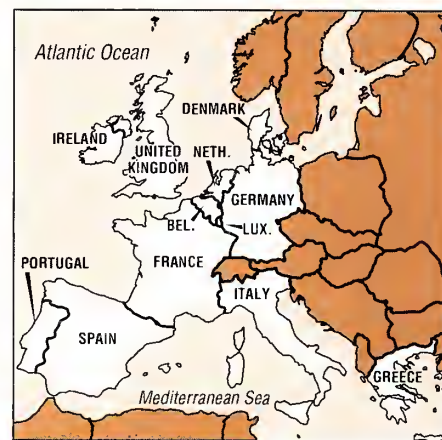 Atlantic Ocean
DENMARK
IRELAND
UNITED
KINGDOM
NETH.
GERMANY
BEL.
LUX.
PORTUGAL
FRANCE
ITALY
SPAIN
GREECE
Mediterranean Sea